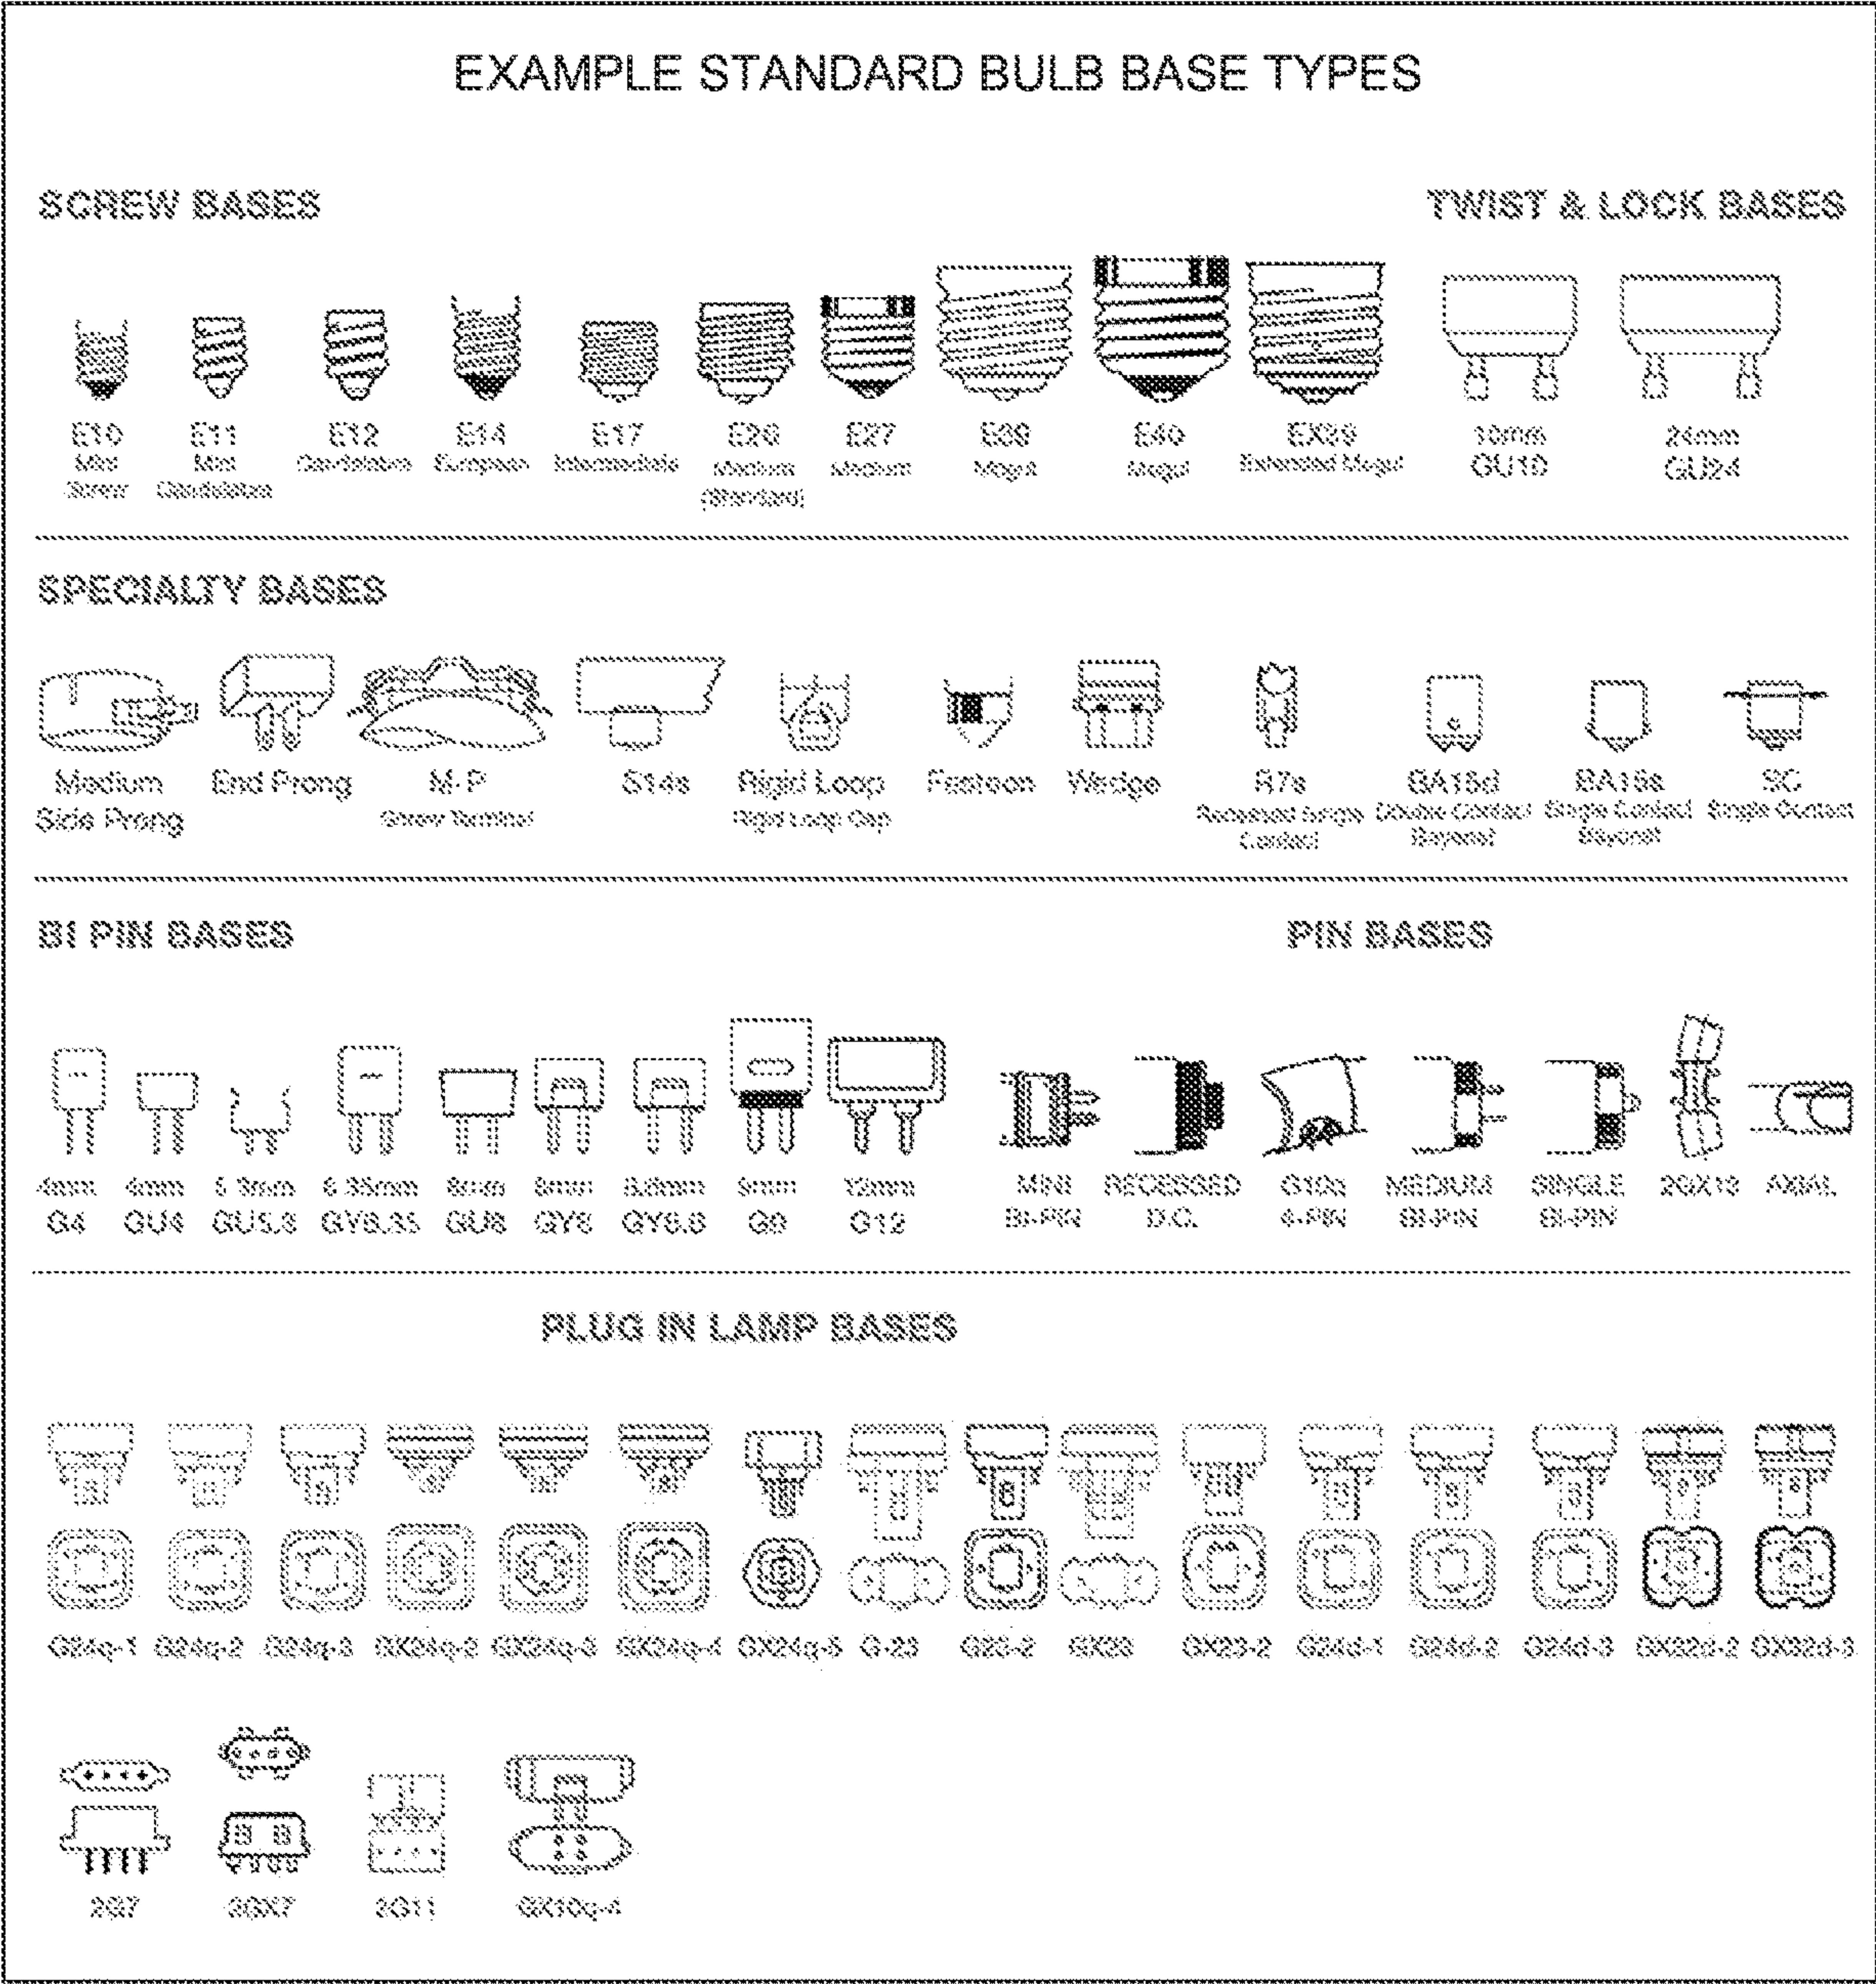 EXAMPLE STANDARD BULB BASE TYPES
SCREW BASES
TWIST & LOCK BASES
E10 E11 E12 E14 E17 E26 E27 E39 E40 EX39 10mm 24mm
Mini Mini Candelabra European Intermediate Medium Medium Mogul Mogul Extended Mogul GU10 GU24
Screw Candelabra (Standard)
SPECIALTY BASES
Medium End Prong M-P S14s Rigid Loop Festoon Wedge R7s BA15d BA15s SC
Side Prong Screw Terminal Rigid Loop Cap Recessed Single Double Contact Single Contact Single Contact
Contact Bayonet Bayonet
BI PIN BASES
PIN BASES
4mm 4mm 5.3mm 6.35mm 8mm 8mm 8.6mm 9mm 12mm MINI RECESSED G10q MEDIUM SINGLE 2GX13 AXIAL
G4 GU4 GU5.3 GY6.35 GU8 GY8 GY8.6 G9 G12 BI-PIN D.C. 4-PIN BI-PIN BI-PIN
PLUG IN LAMP BASES
G24q-1 G24q-2 G24q-3 GX24q-2 GX24q-3 GX24q-4 GX24q-5 G-23 G23-2 GX23 GX23-2 G24d-1 G24d-2 G24d-3 GX32d-2 GX32d-3
2G7 2GX7 2G11 GX10q-4